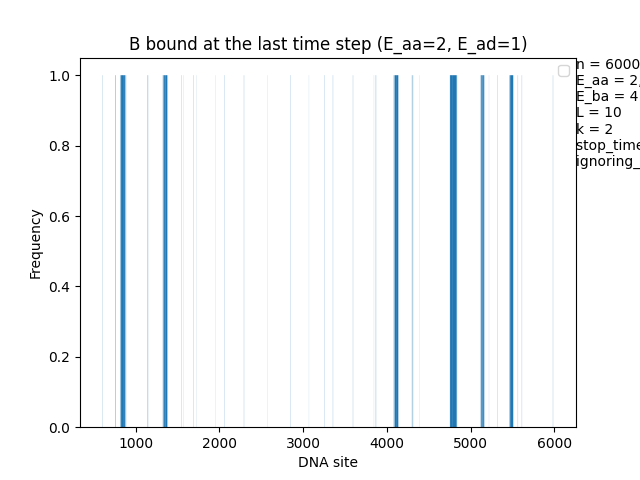 B bound at the last time step (E_aa=2, E_ad=1)
n = 6000
E_aa = 2,
E_ba = 4
L = 10
k = 2
stop_time
ignoring_
1.0
0.8
0.6
0.4
0.2
0.0
Frequency
1000 2000 3000 4000 5000 6000
DNA site